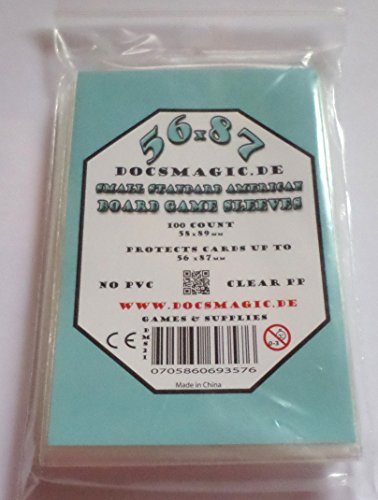 56x87
DOCSMAGIC.DE
SMALL STANDARD AMERICAN
BOARD GAME SLEEVES
100 COUNT
58x89mm
PROTECTS CARDS UP TO
56 x87mm
NO PVC CLEAR PP
WWW.DOCSMAGIC.DE
GAMES & SUPPLIES
CE
DMS21
0-3
0705860693576
Made in China